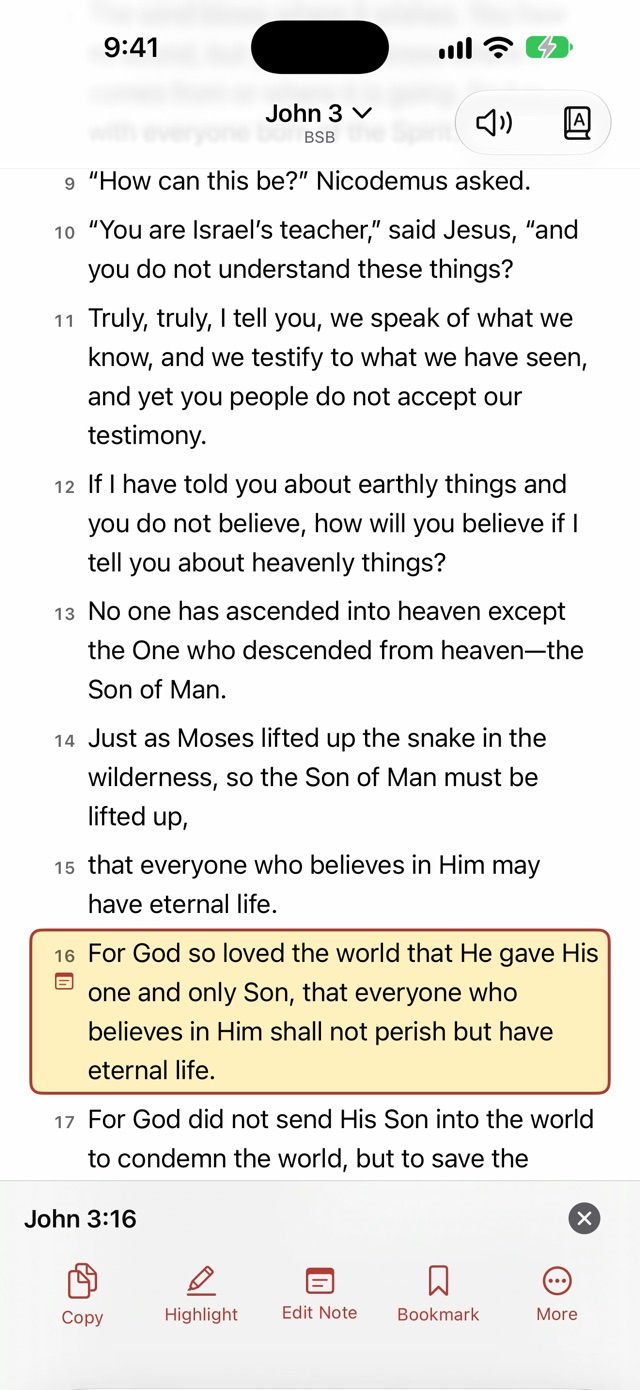 9:41
John 3
BSB
with everyone born of the Spirit.
9 “How can this be?” Nicodemus asked.
10 “You are Israel’s teacher,” said Jesus, “and
you do not understand these things?
11 Truly, truly, I tell you, we speak of what we
know, and we testify to what we have seen,
and yet you people do not accept our
testimony.
12 If I have told you about earthly things and
you do not believe, how will you believe if I
tell you about heavenly things?
13 No one has ascended into heaven except
the One who descended from heaven—the
Son of Man.
14 Just as Moses lifted up the snake in the
wilderness, so the Son of Man must be
lifted up,
15 that everyone who believes in Him may
have eternal life.
16 For God so loved the world that He gave His
one and only Son, that everyone who
believes in Him shall not perish but have
eternal life.
17 For God did not send His Son into the world
to condemn the world, but to save the
John 3:16
Copy
Highlight
Edit Note
Bookmark
More